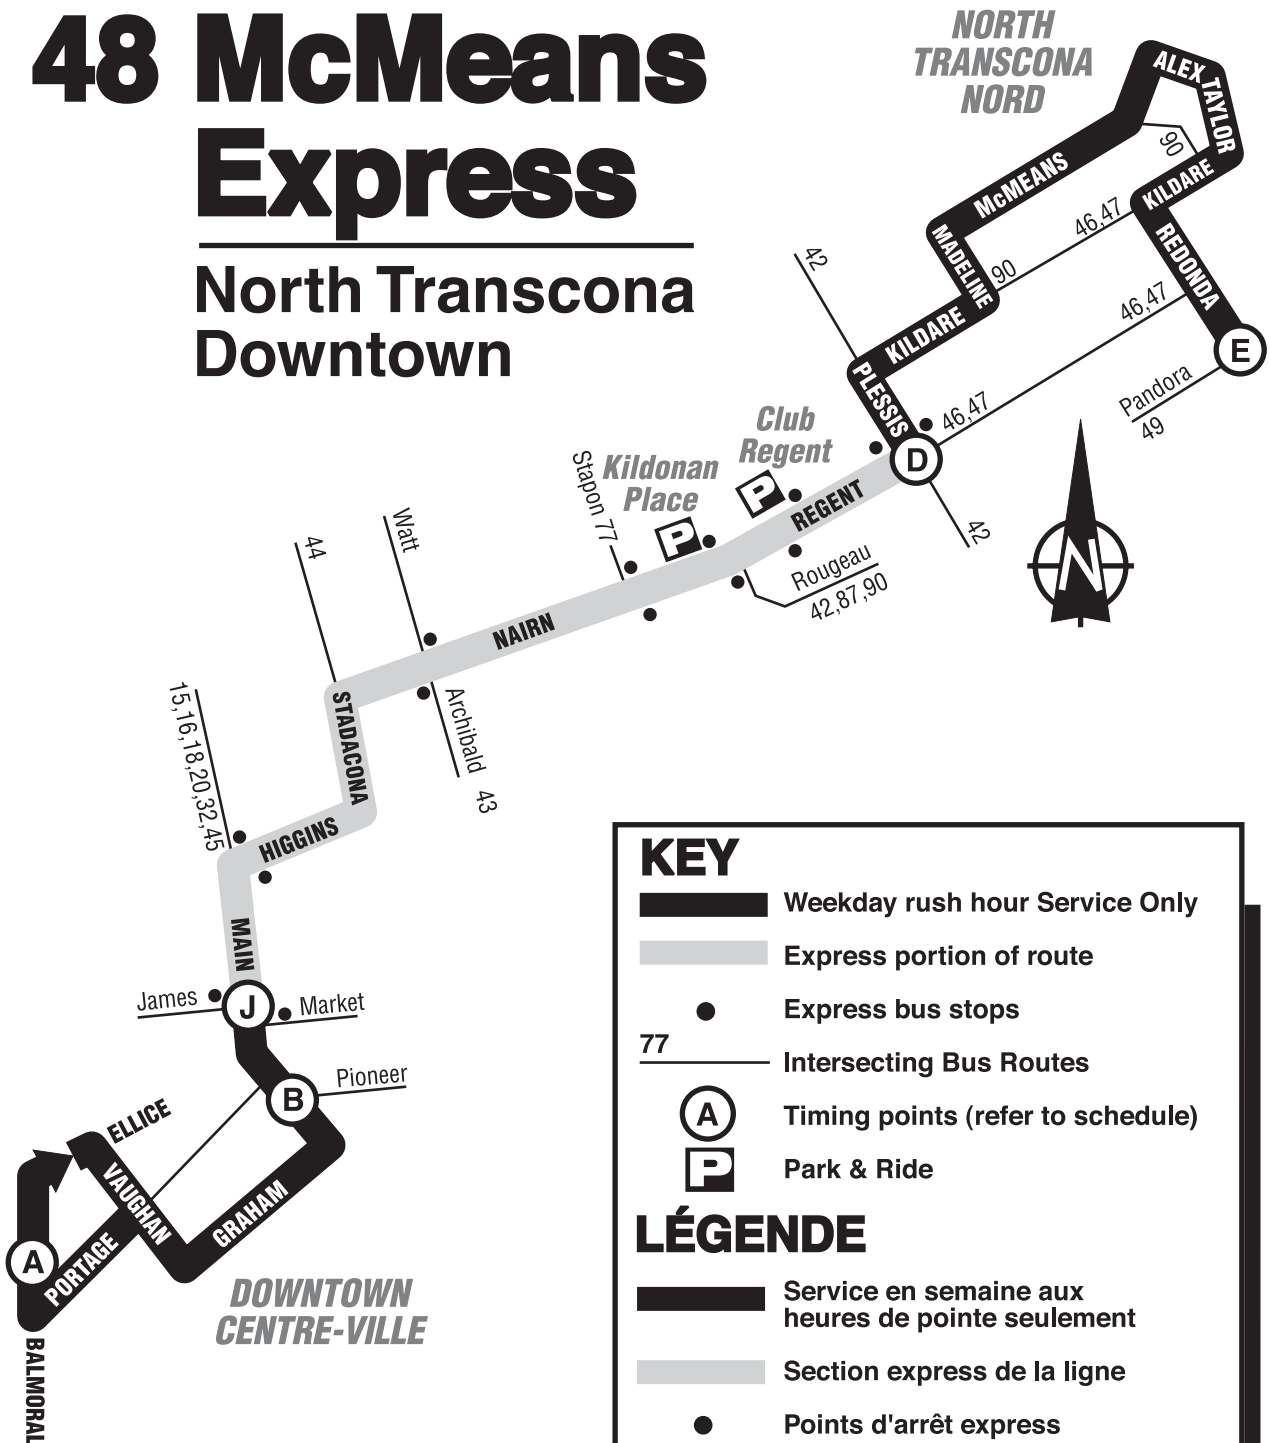 48 McMeans
Express
North Transcona
Downtown
NORTH
TRANSCONA
NORD
ALEX
TAYLOR
90
McMEANS
KILDARE
46,47
MADELINE
REDONDA
90
42
46,47
KILDARE
E
PLESSIS
Pandora
49
46,47
Club
Regent
D
Kildonan
Place
Stapon 77
P
P
REGENT
42
N
Rougeau
42,87,90
Watt
44
NAIRN
STADACONA
Archibald 43
15,16,18,20,32,45
HIGGINS
MAIN
James
J
Market
Pioneer
B
ELLICE
VAUGHAN
GRAHAM
A
PORTAGE
DOWNTOWN
CENTRE-VILLE
BALMORAL
KEY
Weekday rush hour Service Only
Express portion of route
Express bus stops
77
Intersecting Bus Routes
A
Timing points (refer to schedule)
P
Park & Ride
LÉGENDE
Service en semaine aux
heures de pointe seulement
Section express de la ligne
Points d'arrêt express